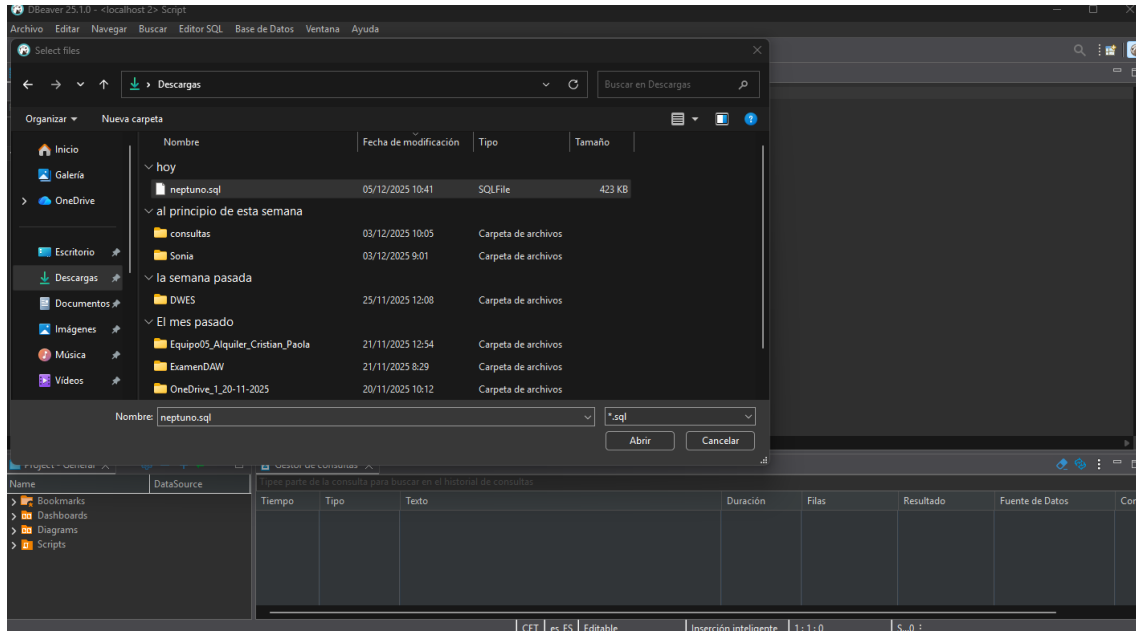 DBeaver 25.1.0 - <localhost 2> Script
Archivo Editar Navegar Buscar Editor SQL Base de Datos Ventana Ayuda
Select files
Descargas
Buscar en Descargas
Organizar Nueva carpeta
Inicio
Galería
OneDrive
Escritorio
Descargas
Documentos
Imágenes
Música
Vídeos
Nombre Fecha de modificación Tipo Tamaño
hoy
neptuno.sql 05/12/2025 10:41 SQLFile 423 KB
al principio de esta semana
consultas 03/12/2025 10:05 Carpeta de archivos
Sonia 03/12/2025 9:01 Carpeta de archivos
la semana pasada
DWES 25/11/2025 12:08 Carpeta de archivos
El mes pasado
Equipo05_Alquiler_Cristian_Paola 21/11/2025 12:54 Carpeta de archivos
ExamenDAW 21/11/2025 8:29 Carpeta de archivos
OneDrive_1_20-11-2025 20/11/2025 10:12 Carpeta de archivos
Nombre: neptuno.sql *.sql
Abrir Cancelar
Project - General
Gestor de consultas
Name DataSource
Bookmarks
Dashboards
Diagrams
Scripts
Tipee parte de la consulta para buscar en el historial de consultas
Tiempo Tipo Texto Duración Filas Resultado Fuente de Datos
CET es_ES Editable Inserción inteligente 1 : 1 : 0